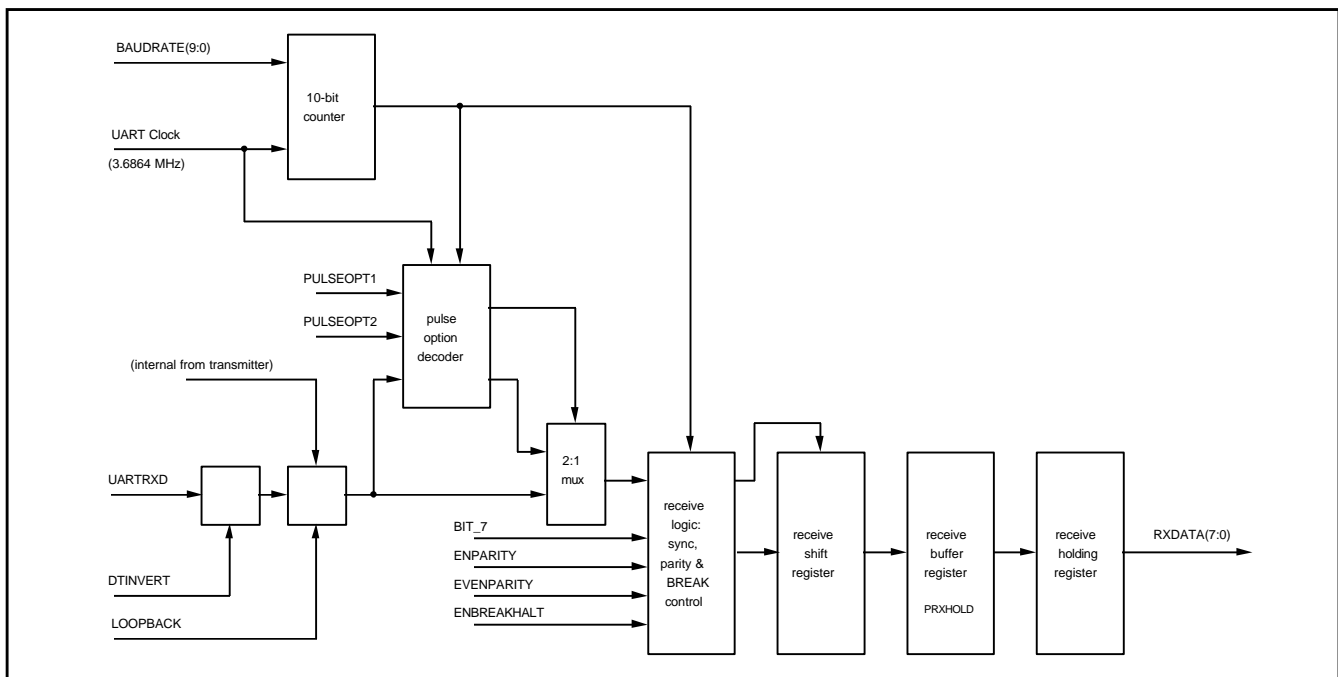 BAUDRATE(9:0)
10-bit
counter
UART Clock
(3.6864 MHz)
PULSEOPT1
PULSEOPT2
pulse
option
decoder
(internal from transmitter)
2:1
mux
UARTRXD
DTINVERT
LOOPBACK
BIT_7
ENPARITY
EVENPARITY
ENBREAKHALT
receive
logic:
sync,
parity &
BREAK
control
receive
shift
register
receive
buffer
register
PRXHOLD
receive
holding
register
RXDATA(7:0)